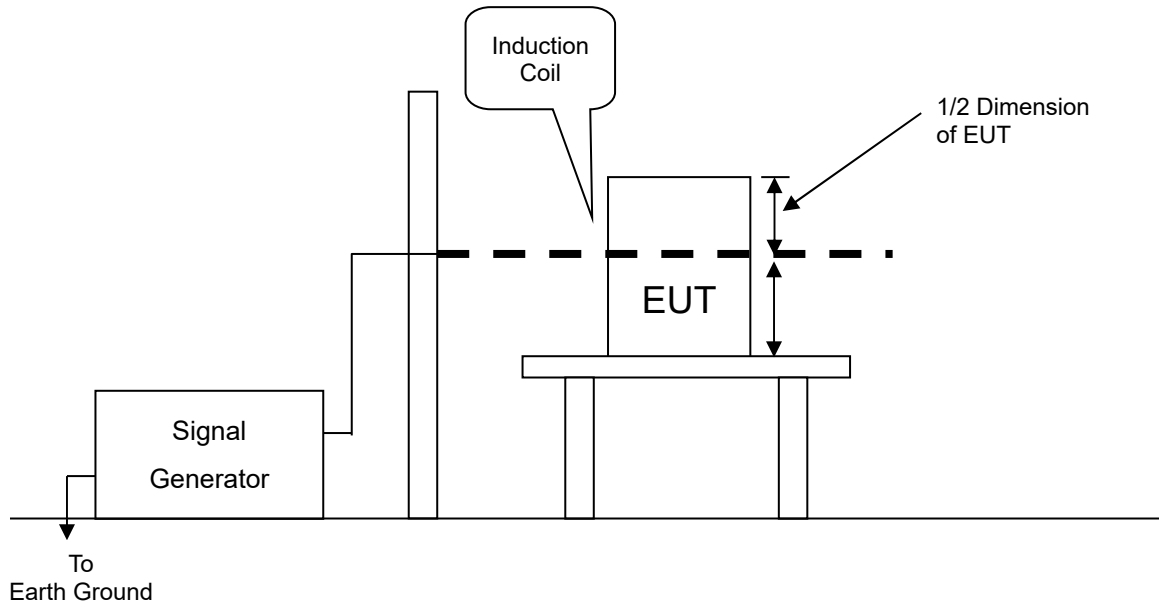 Induction
Coil
1/2 Dimension
of EUT
EUT
Signal
Generator
To
Earth Ground